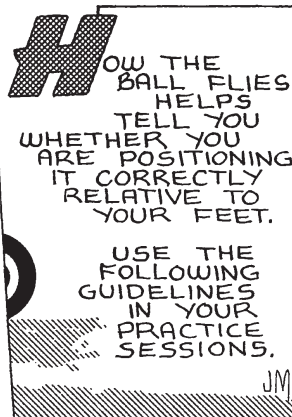 HOW THE
BALL FLIES
HELPS
TELL YOU
WHETHER YOU
ARE POSITIONING
IT CORRECTLY
RELATIVE TO
YOUR FEET.
USE THE
FOLLOWING
GUIDELINES
IN YOUR
PRACTICE
SESSIONS.
JM